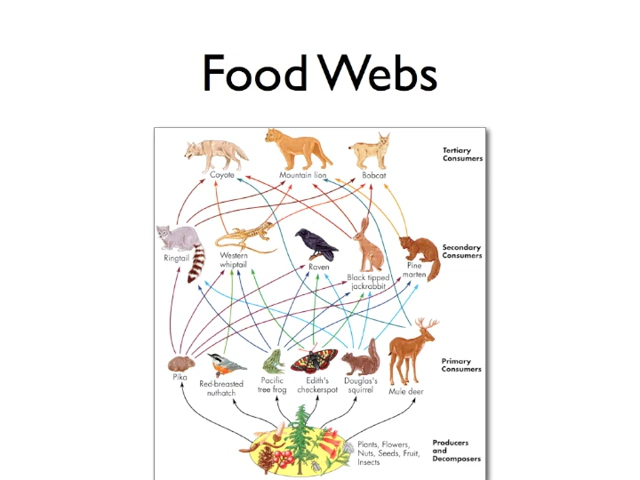 Food Webs
Tertiary
Consumers
Coyote
Mountain lion
Bobcat
Secondary
Consumers
Ringtail
Western
whiptail
Raven
Black tipped
jackrabbit
Pine
marten
Primary
Consumers
Pika
Red-breasted
nuthatch
Pacific
tree frog
Edith's
checkerspot
Douglas's
squirrel
Mule deer
Plants, Flowers,
Nuts, Seeds, Fruit,
Insects
Producers
and
Decomposers